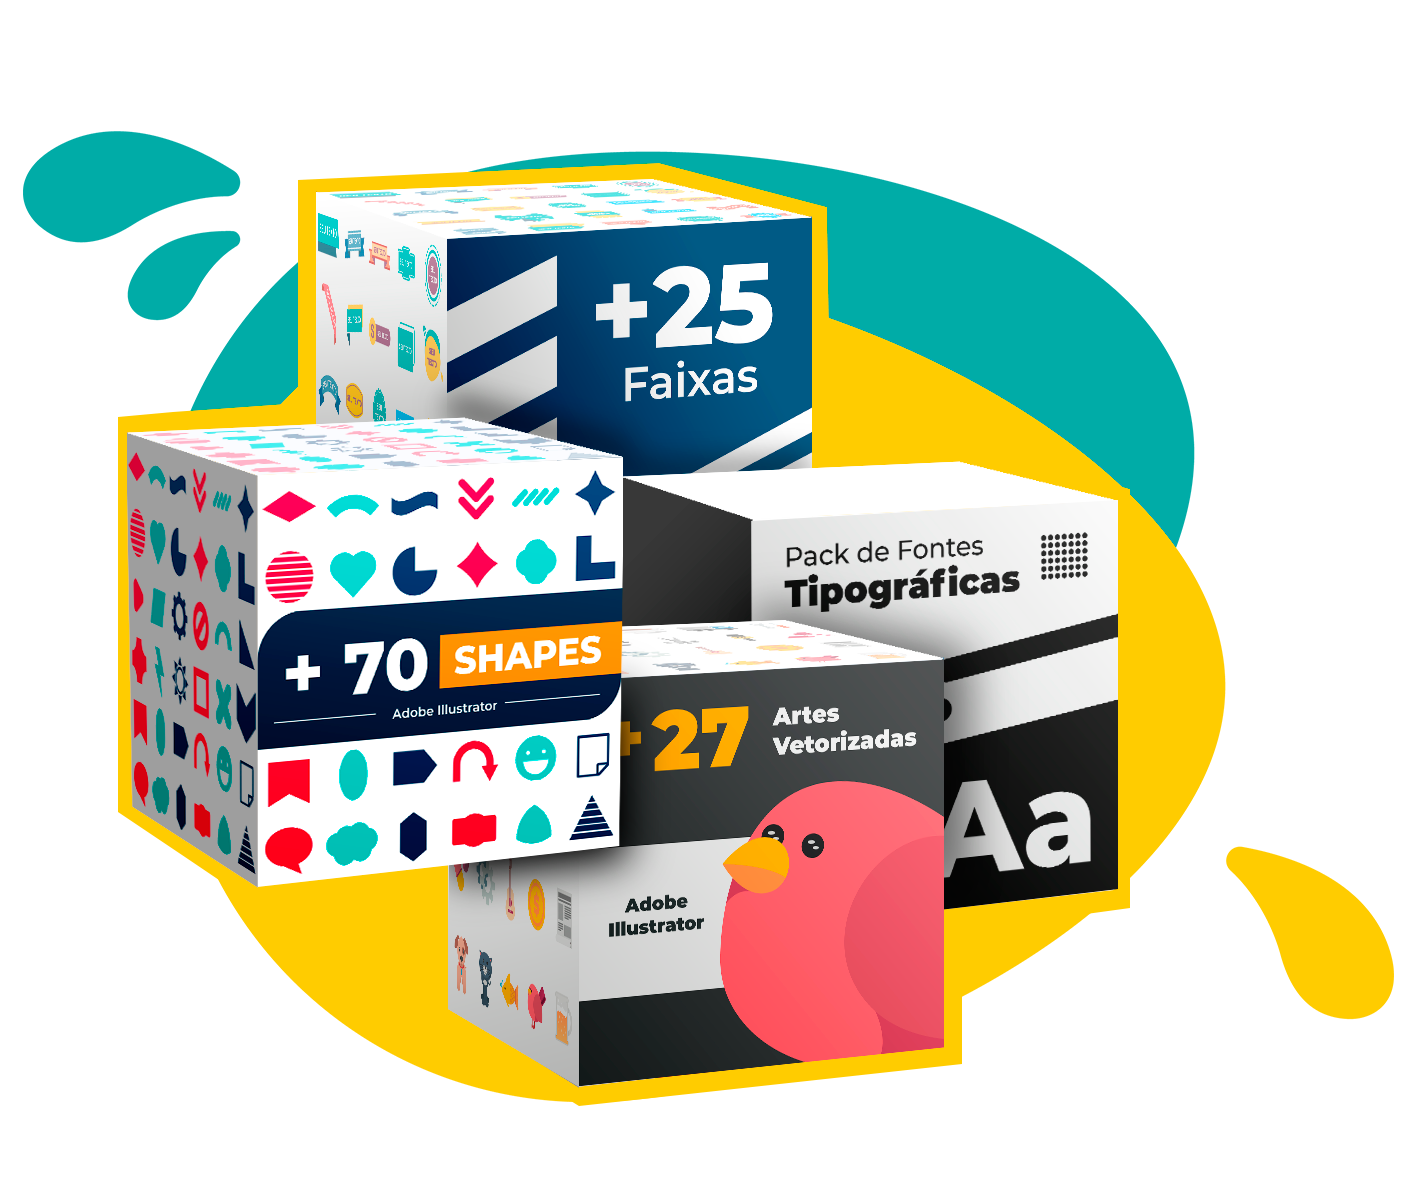 +25
Faixas
+ 70 SHAPES
Adobe Illustrator
Pack de Fontes
Tipográficas
Aa
+27
Artes
Vetorizadas
Adobe
Illustrator